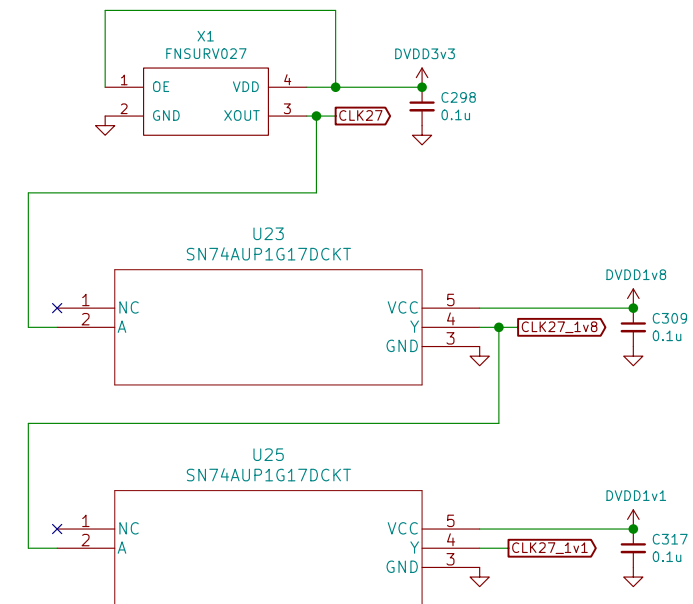 X1
FNSURV027
DVDD3v3
1 OE VDD 4
2 GND XOUT 3
CLK27
C298
0.1u
U23
SN74AUP1G17DCKT
DVDD1v8
1 NC VCC 5
2 A Y 4
GND 3
CLK27_1v8
C309
0.1u
U25
SN74AUP1G17DCKT
DVDD1v1
1 NC VCC 5
2 A Y 4
GND 3
CLK27_1v1
C317
0.1u